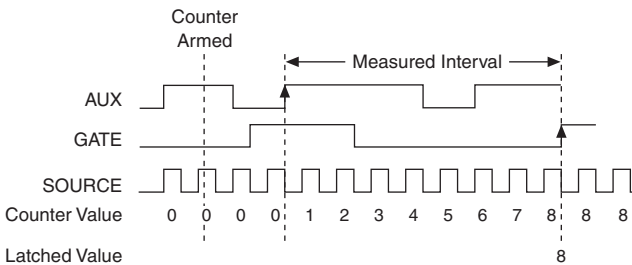 Counter
Armed
Measured Interval
AUX
GATE
SOURCE
Counter Value 0 0 0 0 1 2 3 4 5 6 7 8 8 8
Latched Value 8